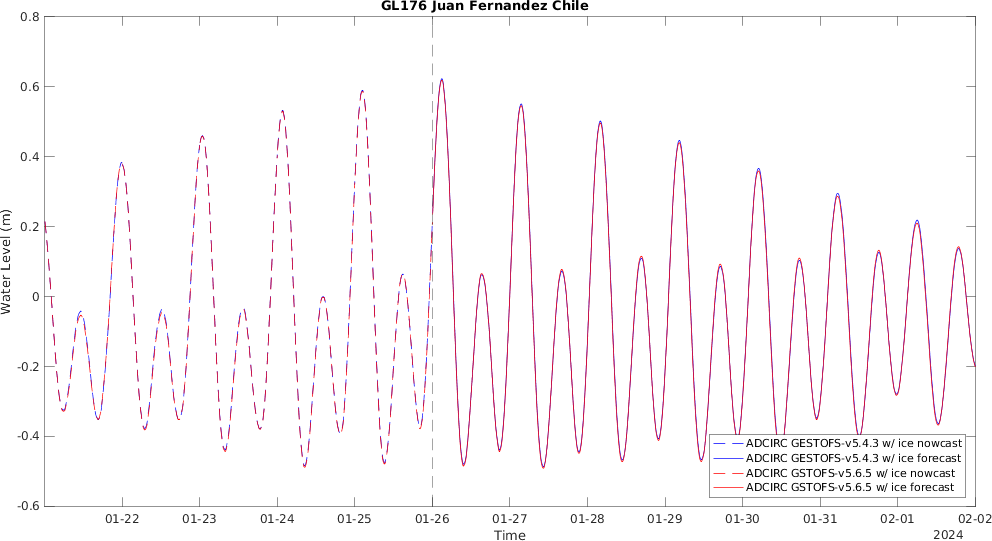 GL176 Juan Fernandez Chile
0.8
0.6
0.4
0.2
0
-0.2
-0.4
-0.6
Water Level (m)
ADCIRC GESTOFS-v5.4.3 w/ ice nowcast
ADCIRC GESTOFS-v5.4.3 w/ ice forecast
ADCIRC GSTOFS-v5.6.5 w/ ice nowcast
ADCIRC GSTOFS-v5.6.5 w/ ice forecast
01-22 01-23 01-24 01-25 01-26 01-27 01-28 01-29 01-30 01-31 02-01 02-02
Time
2024